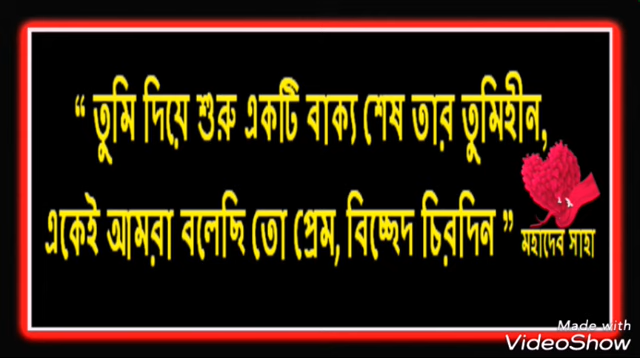 “ তুমি দিয়ে শুরু একটি বাক্য শেষ তার তুমিহীন,
একেই আমরা বলেছি তো প্রেম, বিচ্ছেদ চিরদিন ” মহাদেব সাহা
Made with
VideoShow